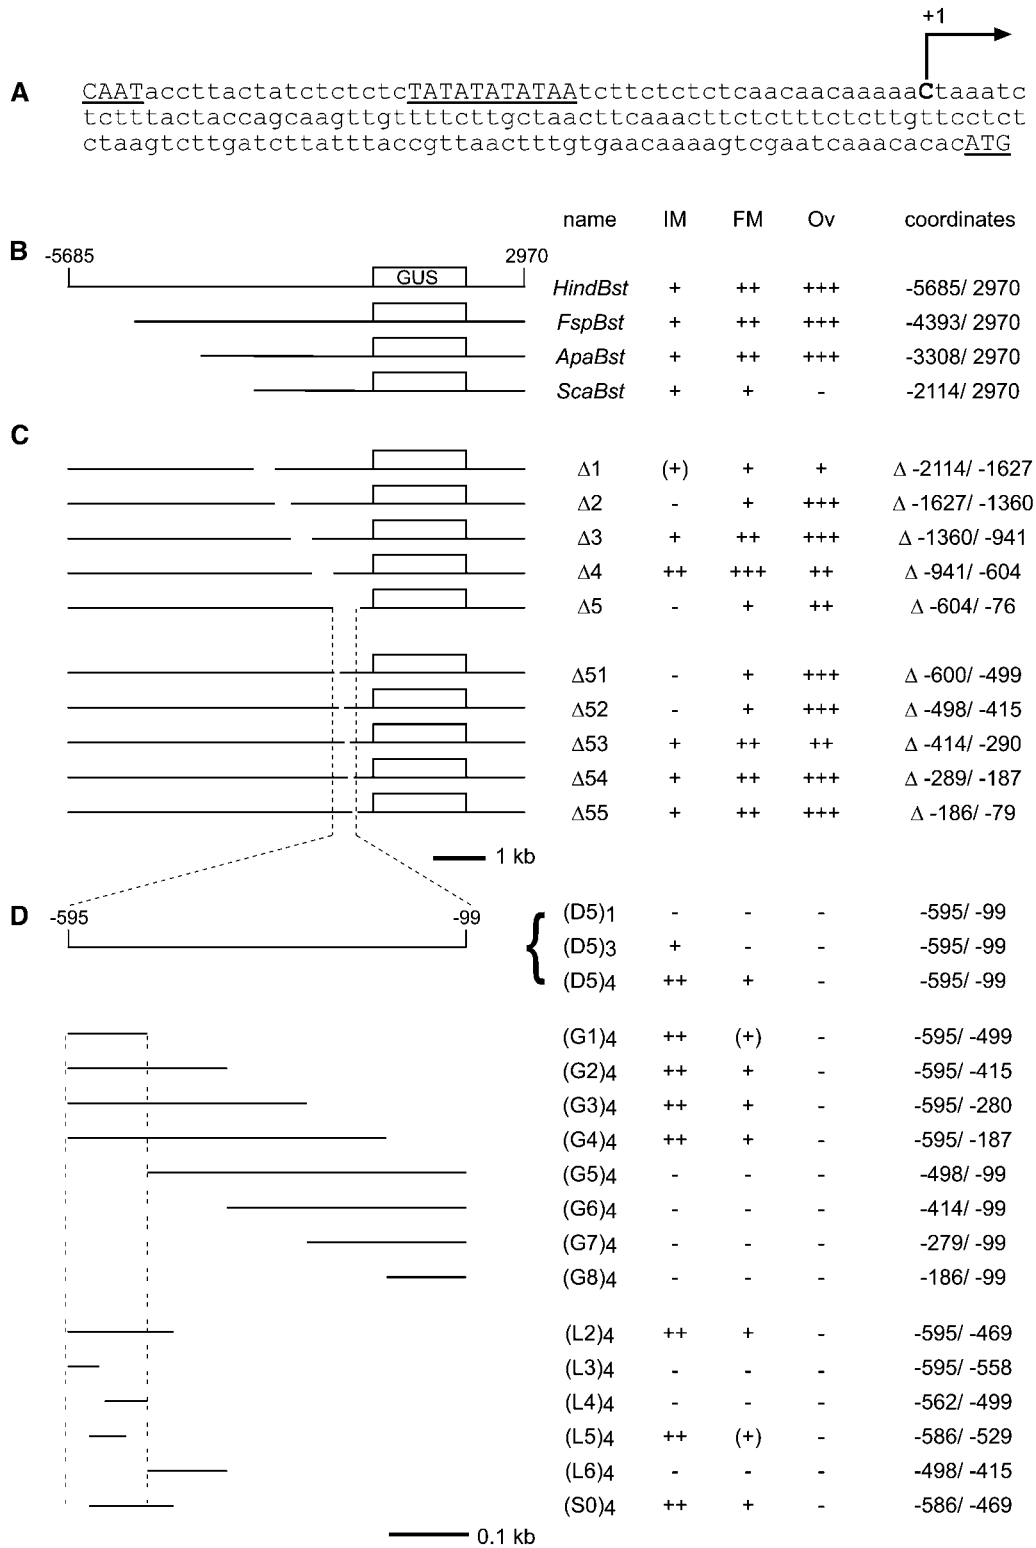 +1
A CAATaccttactatctctctcTATATATATAAtcttctctctcaacaacaaaaaCtaaatc
tctttactaccagcaagttgttttcttgctaacttcaaacttctctttctcttgttcctct
ctaagtcttgatcttatttaccgttaactttgtgaacaaaagtcgaatcaaacacacATG
name IM FM Ov coordinates
B -5685 2970
GUS HindBst + ++ +++ -5685/ 2970
FspBst + ++ +++ -4393/ 2970
ApaBst + ++ +++ -3308/ 2970
ScaBst + + - -2114/ 2970
C
Δ1 (+) + + Δ -2114/ -1627
Δ2 - + +++ Δ -1627/ -1360
Δ3 + ++ +++ Δ -1360/ -941
Δ4 ++ +++ ++ Δ -941/ -604
Δ5 - + ++ Δ -604/ -76
Δ51 - + +++ Δ -600/ -499
Δ52 - + +++ Δ -498/ -415
Δ53 + ++ ++ Δ -414/ -290
Δ54 + ++ +++ Δ -289/ -187
Δ55 + ++ +++ Δ -186/ -79
1 kb
D -595 -99
{ (D5)1 - - - -595/ -99
(D5)3 + - - -595/ -99
(D5)4 ++ + - -595/ -99
(G1)4 ++ (+) - -595/ -499
(G2)4 ++ + - -595/ -415
(G3)4 ++ + - -595/ -280
(G4)4 ++ + - -595/ -187
(G5)4 - - - -498/ -99
(G6)4 - - - -414/ -99
(G7)4 - - - -279/ -99
(G8)4 - - - -186/ -99
(L2)4 ++ + - -595/ -469
(L3)4 - - - -595/ -558
(L4)4 - - - -562/ -499
(L5)4 ++ (+) - -586/ -529
(L6)4 - - - -498/ -415
(S0)4 ++ + - -586/ -469
0.1 kb